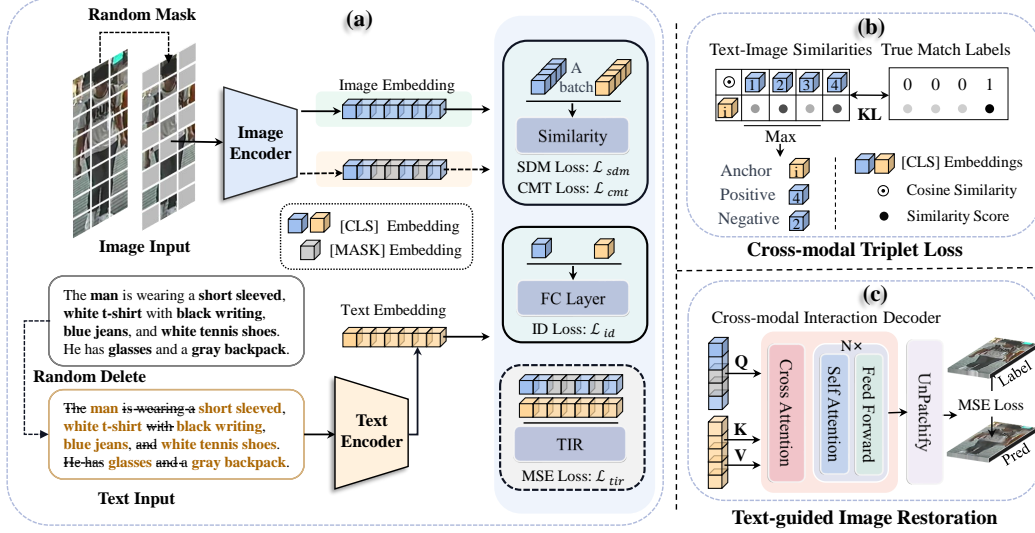 (a)
Random Mask
Image Input
Image
Encoder
Image Embedding
[CLS] Embedding
[MASK] Embedding
A
batch
Similarity
SDM Loss: ℒsdm
CMT Loss: ℒcmt
FC Layer
ID Loss: ℒid
TIR
MSE Loss: ℒtir
The man is wearing a short sleeved,
white t-shirt with black writing,
blue jeans, and white tennis shoes.
He has glasses and a gray backpack.
Random Delete
The man is wearing a short sleeved,
white t-shirt with black writing,
blue jeans, and white tennis shoes.
He has glasses and a gray backpack.
Text Input
Text
Encoder
Text Embedding
(b)
Text-Image Similarities
True Match Labels
1 2 3 4
i
0 0 0 1
KL
Max
Anchor i
Positive 4
Negative 2
[CLS] Embeddings
Cosine Similarity
Similarity Score
Cross-modal Triplet Loss
(c)
Cross-modal Interaction Decoder
Q
K
V
Cross Attention
N×
Self Attention
Feed Forward
UnPatchify
Label
MSE Loss
Pred
Text-guided Image Restoration